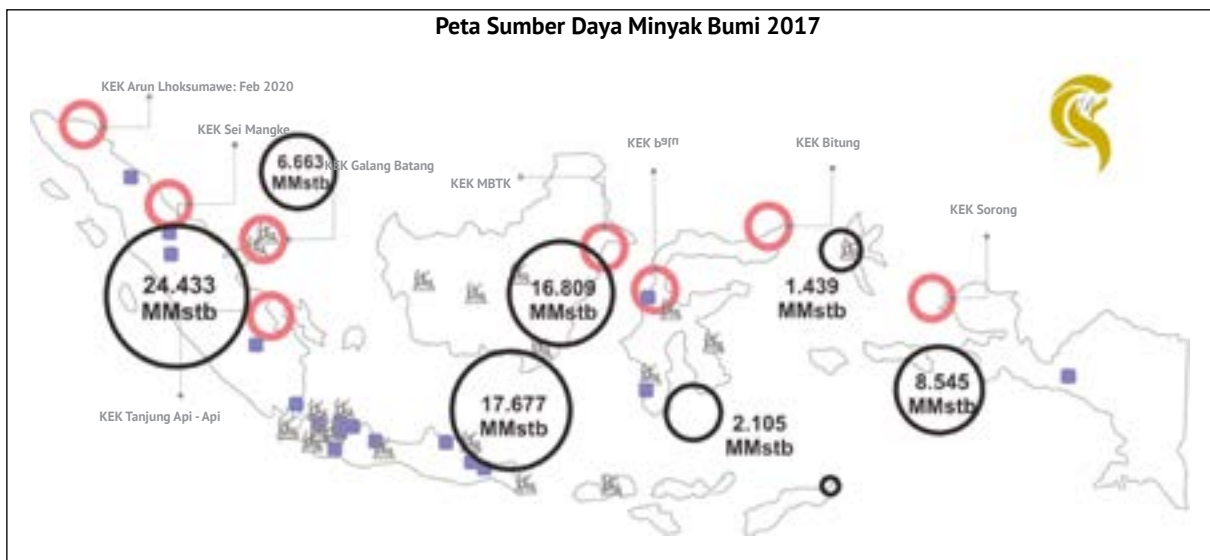 Peta Sumber Daya Minyak Bumi 2017
KEK Arun Lhoksumawe: Feb 2020
KEK Sei Mangke
6.663
MMstb
KEK Galang Batang
KEK MBTK
KEK
KEK Bitung
KEK Sorong
24.433
MMstb
16.809
MMstb
1.439
MMstb
KEK Tanjung Api - Api
17.677
MMstb
2.105
MMstb
8.545
MMstb